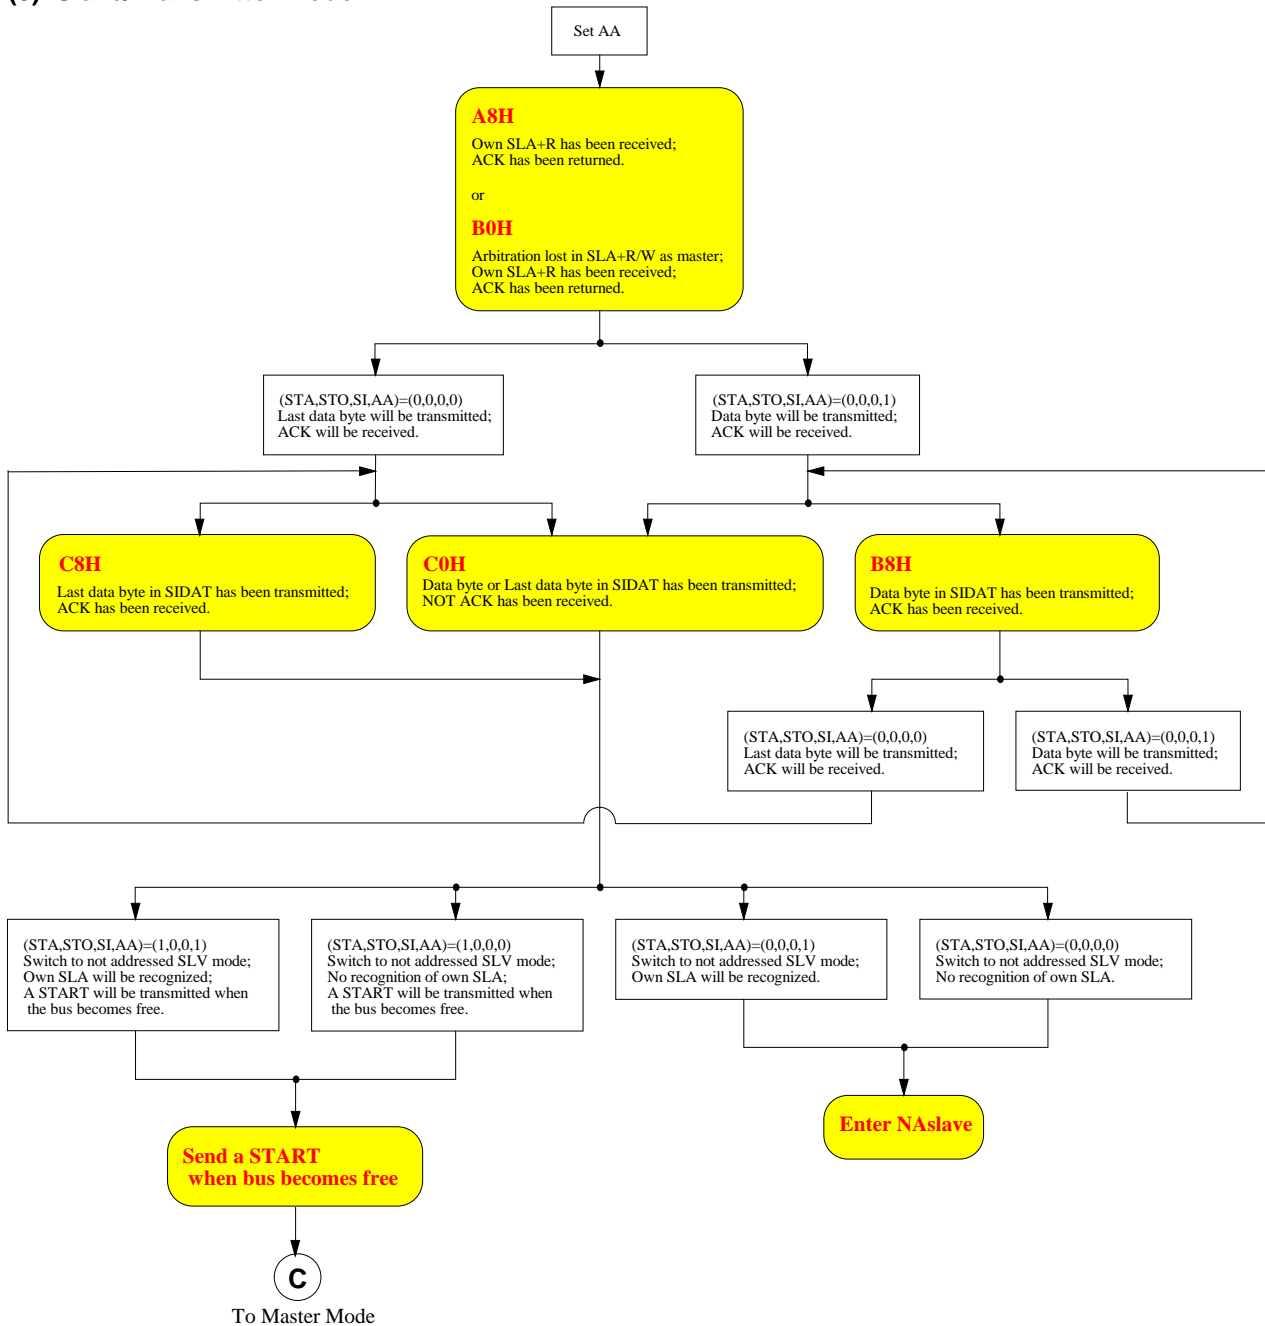 Set AA
A8H
Own SLA+R has been received;
ACK has been returned.
or
B0H
Arbitration lost in SLA+R/W as master;
Own SLA+R has been received;
ACK has been returned.
(STA,STO,SI,AA)=(0,0,0,0)
Last data byte will be transmitted;
ACK will be received.
(STA,STO,SI,AA)=(0,0,0,1)
Data byte will be transmitted;
ACK will be received.
C8H
Last data byte in SIDAT has been transmitted;
ACK has been received.
C0H
Data byte or Last data byte in SIDAT has been transmitted;
NOT ACK has been received.
B8H
Data byte in SIDAT has been transmitted;
ACK has been received.
(STA,STO,SI,AA)=(0,0,0,0)
Last data byte will be transmitted;
ACK will be received.
(STA,STO,SI,AA)=(0,0,0,1)
Data byte will be transmitted;
ACK will be received.
(STA,STO,SI,AA)=(1,0,0,1)
Switch to not addressed SLV mode;
Own SLA will be recognized;
A START will be transmitted when
the bus becomes free.
(STA,STO,SI,AA)=(1,0,0,0)
Switch to not addressed SLV mode;
No recognition of own SLA;
A START will be transmitted when
the bus becomes free.
(STA,STO,SI,AA)=(0,0,0,1)
Switch to not addressed SLV mode;
Own SLA will be recognized.
(STA,STO,SI,AA)=(0,0,0,0)
Switch to not addressed SLV mode;
No recognition of own SLA.
Enter NAslave
Send a START
when bus becomes free
C
To Master Mode